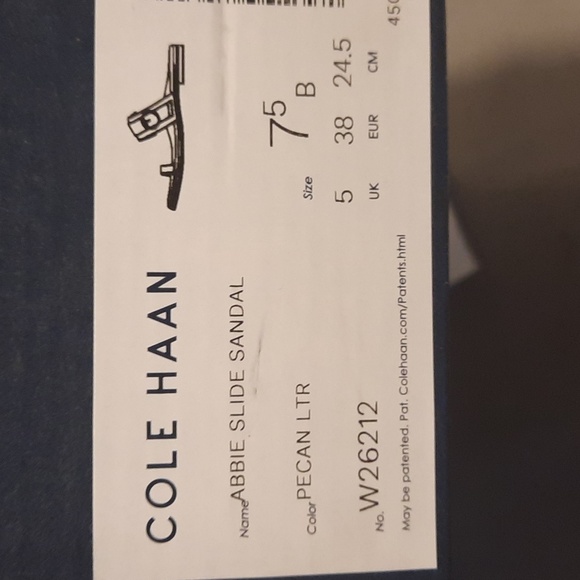 COLE HAAN
Name ABBIE SLIDE SANDAL
Size 7 5 B
Color PECAN LTR
5 38 24.5
UK EUR CM
No. W26212
May be patented. Pat. Colehaan.com/Patents.html